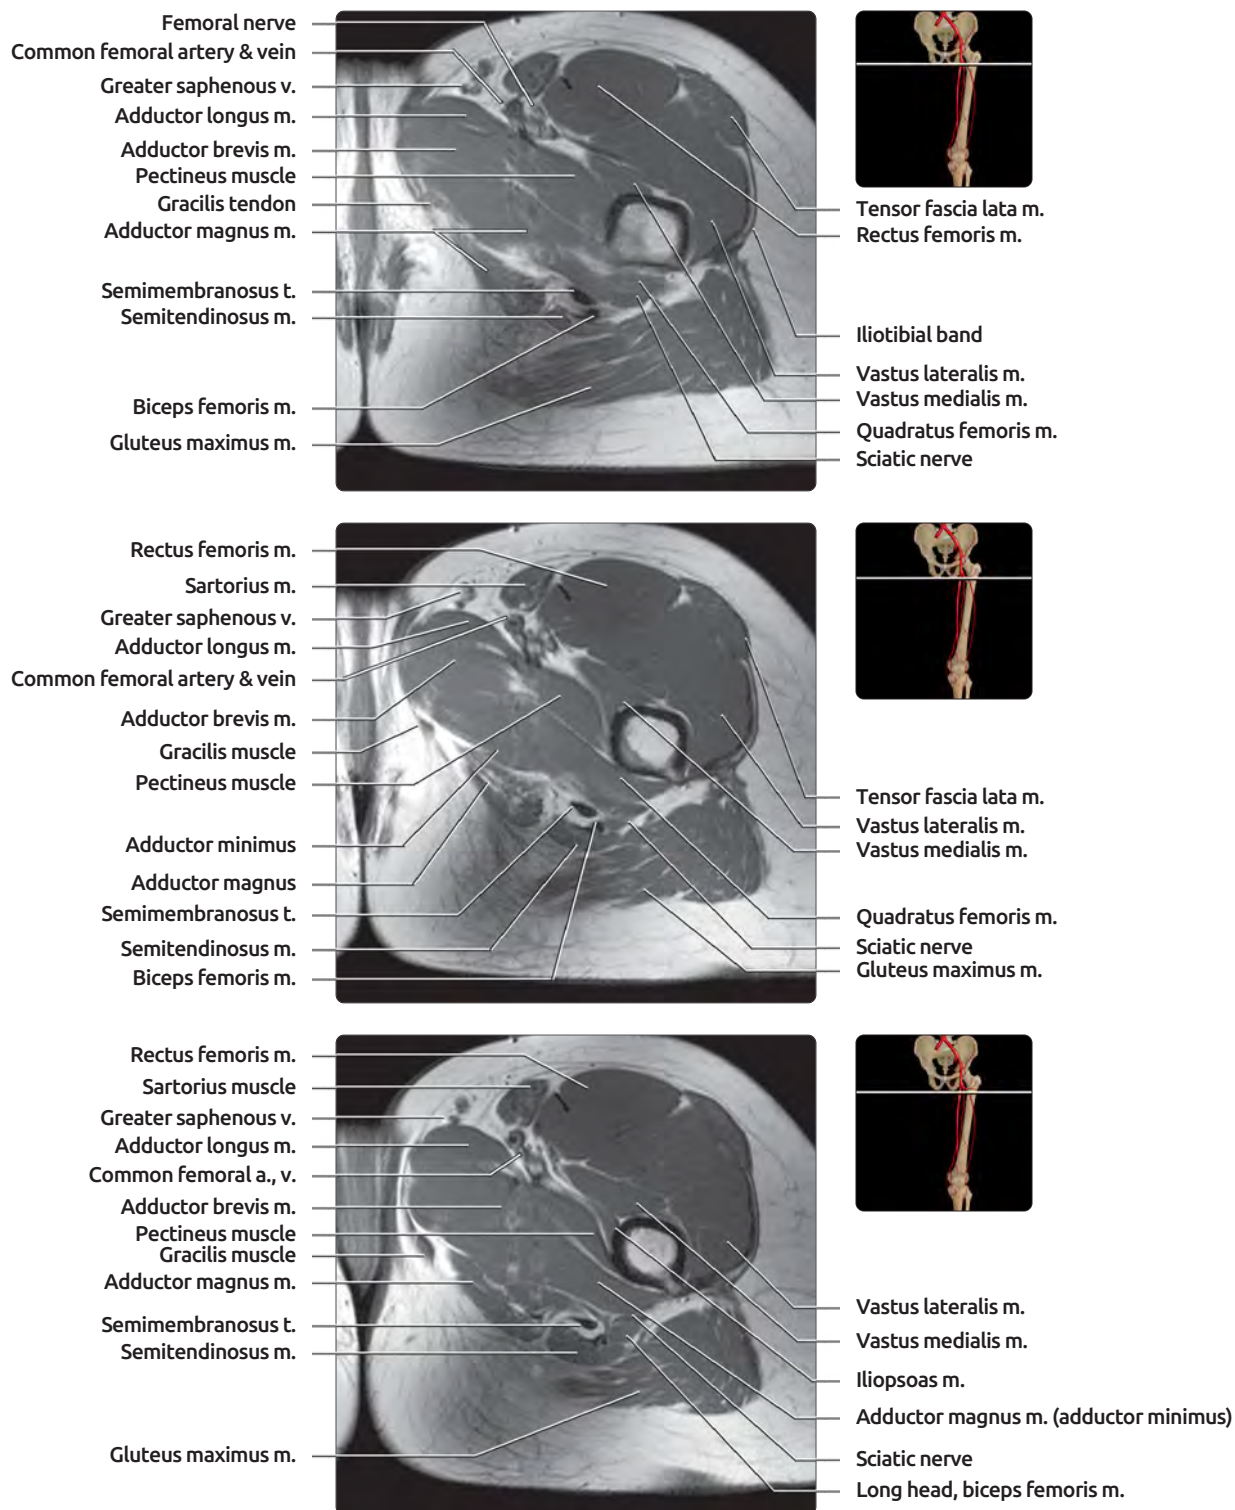 Femoral nerve
Common femoral artery & vein
Greater saphenous v.
Adductor longus m.
Adductor brevis m.
Pectineus muscle
Gracilis tendon
Adductor magnus m.
Semimembranosus t.
Semitendinosus m.
Biceps femoris m.
Gluteus maximus m.
Tensor fascia lata m.
Rectus femoris m.
Iliotibial band
Vastus lateralis m.
Vastus medialis m.
Quadratus femoris m.
Sciatic nerve
Rectus femoris m.
Sartorius m.
Greater saphenous v.
Adductor longus m.
Common femoral artery & vein
Adductor brevis m.
Gracilis muscle
Pectineus muscle
Adductor minimus
Adductor magnus
Semimembranosus t.
Semitendinosus m.
Biceps femoris m.
Tensor fascia lata m.
Vastus lateralis m.
Vastus medialis m.
Quadratus femoris m.
Sciatic nerve
Gluteus maximus m.
Rectus femoris m.
Sartorius muscle
Greater saphenous v.
Adductor longus m.
Common femoral a., v.
Adductor brevis m.
Pectineus muscle
Gracilis muscle
Adductor magnus m.
Semimembranosus t.
Semitendinosus m.
Gluteus maximus m.
Vastus lateralis m.
Vastus medialis m.
Iliopsoas m.
Adductor magnus m. (adductor minimus)
Sciatic nerve
Long head, biceps femoris m.